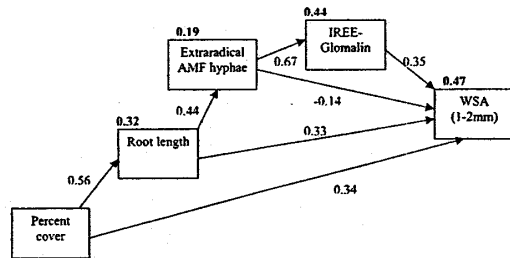 0.44
IREE-
Glomalin
0.19
Extraradical
AMF hyphae
0.67
0.35
0.47
WSA
(1-2mm)
-0.14
0.44
0.32
Root length
0.33
0.56
0.34
Percent
cover